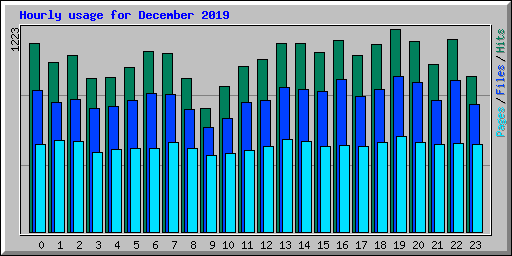 Hourly usage for December 2019
1223
Pages/Files/Hits
0 1 2 3 4 5 6 7 8 9 10 11 12 13 14 15 16 17 18 19 20 21 22 23